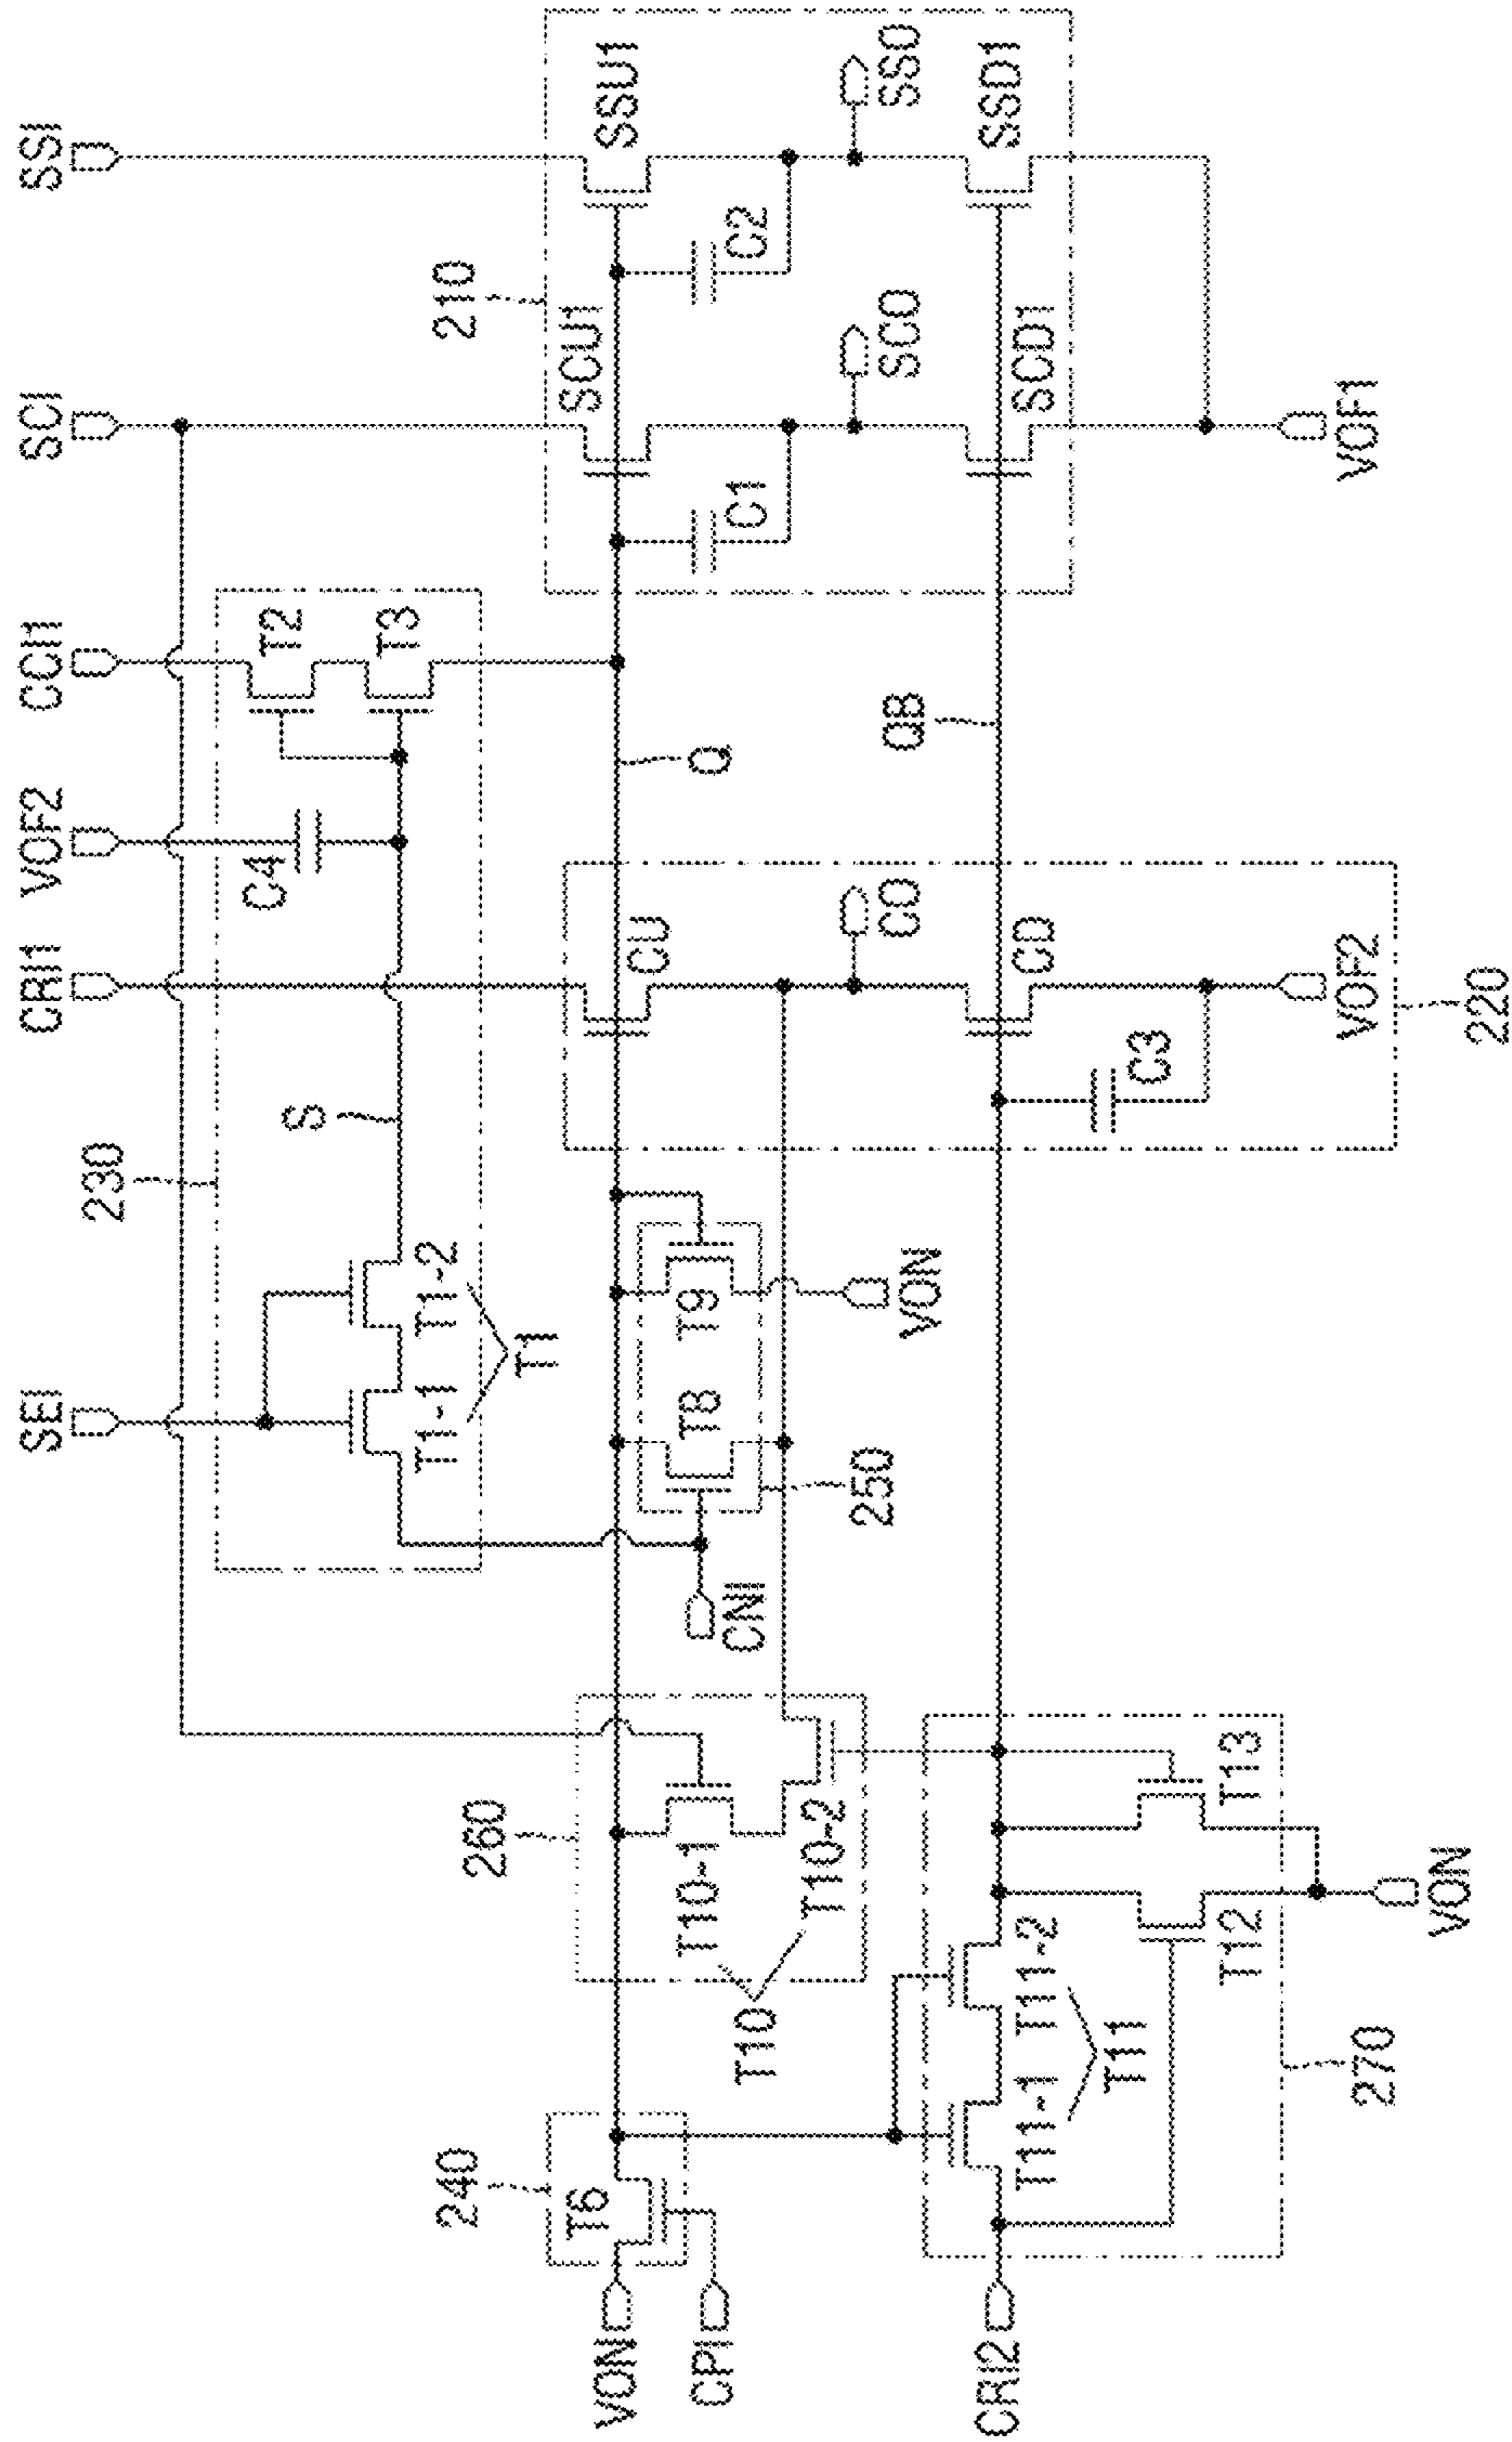 SEI
CRI1
VOF2
CCI1
SCI
SSI
230
S
C4
T2
T3
T1-1
T1-2
T1
210
SCU1
SSU1
C1
C2
SCO
SSO
SCD1
SSD1
VOF1
Q
QB
CU
CO
CD
C3
VOF2
220
T8
T9
VON
250
CNI
260
T10-1
T10-2
T10
240
T6
VON
CPI
CRI2
T11-1
T11-2
T11
T12
T13
VON
270